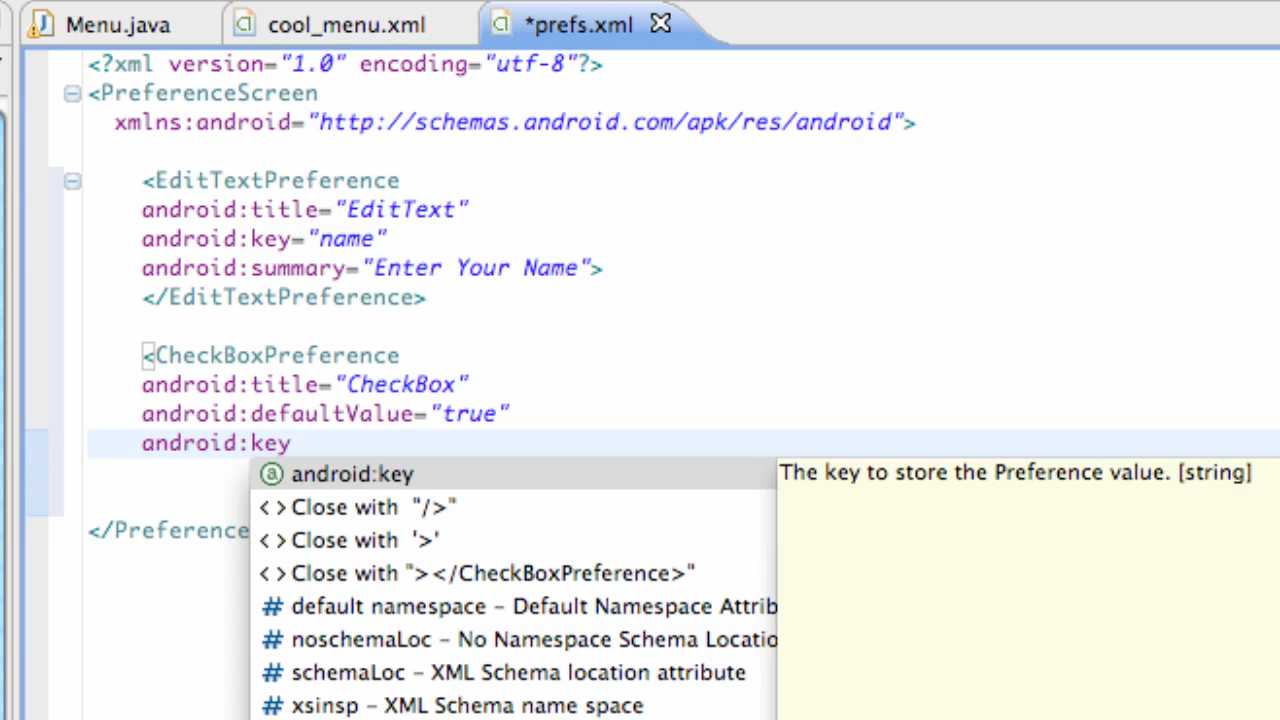 Menu.java
cool_menu.xml
*prefs.xml
<?xml version="1.0" encoding="utf-8"?>
<PreferenceScreen
xmlns:android="http://schemas.android.com/apk/res/android">
<EditTextPreference
android:title="EditText"
android:key="name"
android:summary="Enter Your Name">
</EditTextPreference>
<CheckBoxPreference
android:title="CheckBox"
android:defaultValue="true"
android:key
android:key
The key to store the Preference value. [string]
<> Close with "/>"
<> Close with '>'
</Preference
<> Close with "></CheckBoxPreference>"
# default namespace – Default Namespace Attrib
# noschemaLoc – No Namespace Schema Locatio
# schemaLoc – XML Schema location attribute
# xsinsp – XML Schema name space